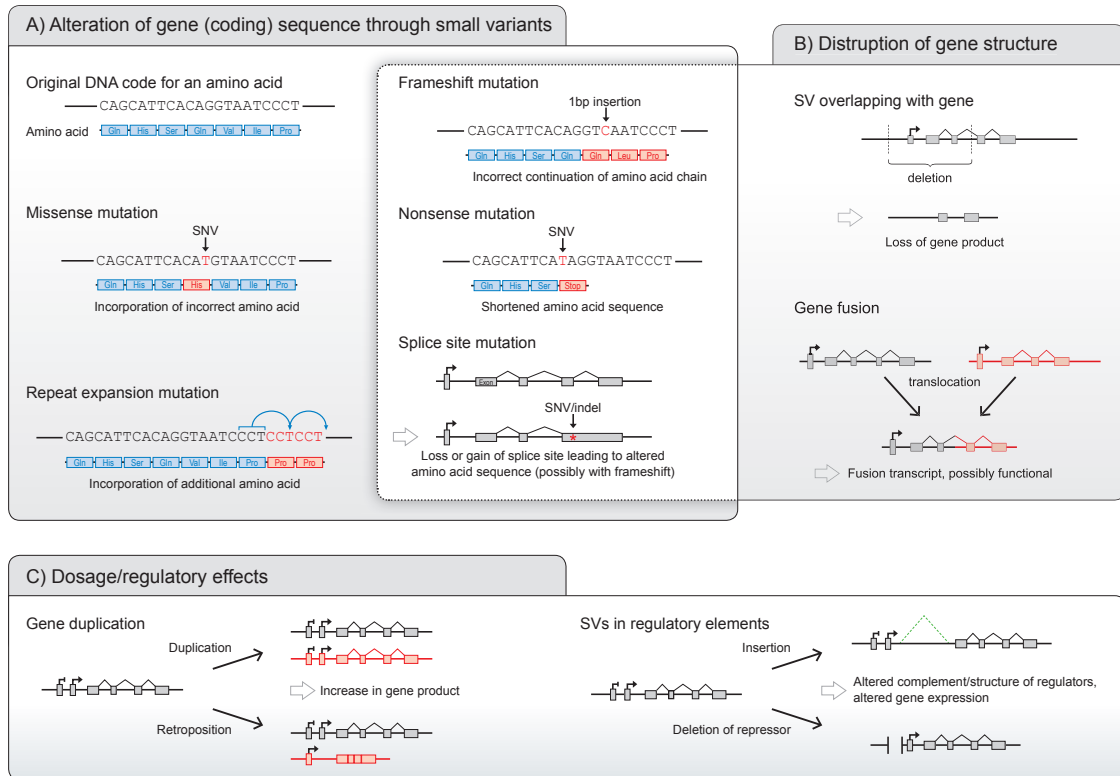 A) Alteration of gene (coding) sequence through small variants
Original DNA code for an amino acid
CAGCATTCACAGGTAATCCCT
Amino acid
Gln His Ser Gln Val Ile Pro
Missense mutation
SNV
CAGCATTCACATGTAATCCCT
Gln His Ser His Val Ile Pro
Incorporation of incorrect amino acid
Repeat expansion mutation
CAGCATTCACAGGTAATCCCTCCTCCT
Gln His Ser Gln Val Ile Pro Pro Pro
Incorporation of additional amino acid
Frameshift mutation
1bp insertion
CAGCATTCACAGGTCAATCCCT
Gln His Ser Gln Gln Leu Pro
Incorrect continuation of amino acid chain
Nonsense mutation
SNV
CAGCATTCATAGGTAATCCCT
Gln His Ser Stop
Shortened amino acid sequence
Splice site mutation
Exon
SNV/indel
*
Loss or gain of splice site leading to altered
amino acid sequence (possibly with frameshift)
B) Distruption of gene structure
SV overlapping with gene
deletion
Loss of gene product
Gene fusion
translocation
Fusion transcript, possibly functional
C) Dosage/regulatory effects
Gene duplication
Duplication
Increase in gene product
Retroposition
SVs in regulatory elements
Insertion
Altered complement/structure of regulators,
altered gene expression
Deletion of repressor